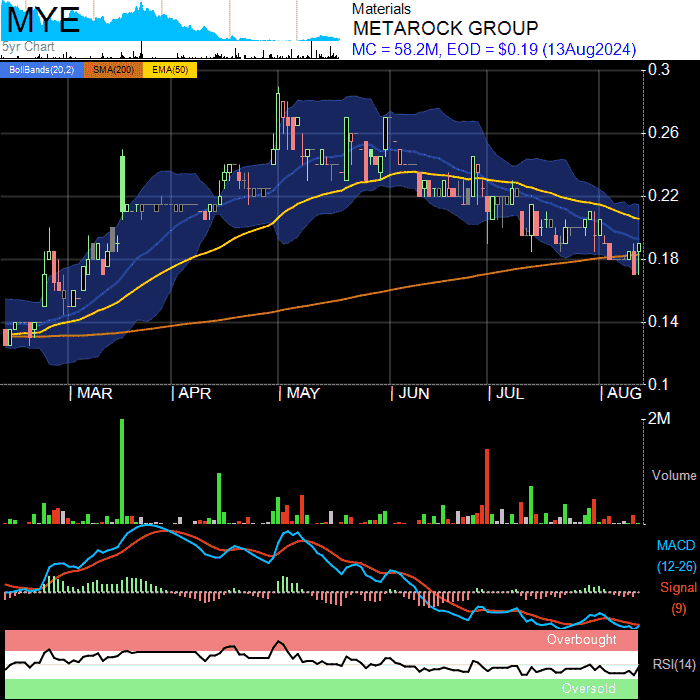 MYE
5yr Chart
Materials
METAROCK GROUP
MC = 58.2M, EOD = $0.19 (13Aug2024)
BollBands(20,2) SMA(200) EMA(50)
0.3
0.26
0.22
0.18
0.14
0.1
MAR APR MAY JUN JUL AUG
2M
Volume
MACD
(12-26)
Signal
(9)
Overbought
RSI(14)
Oversold